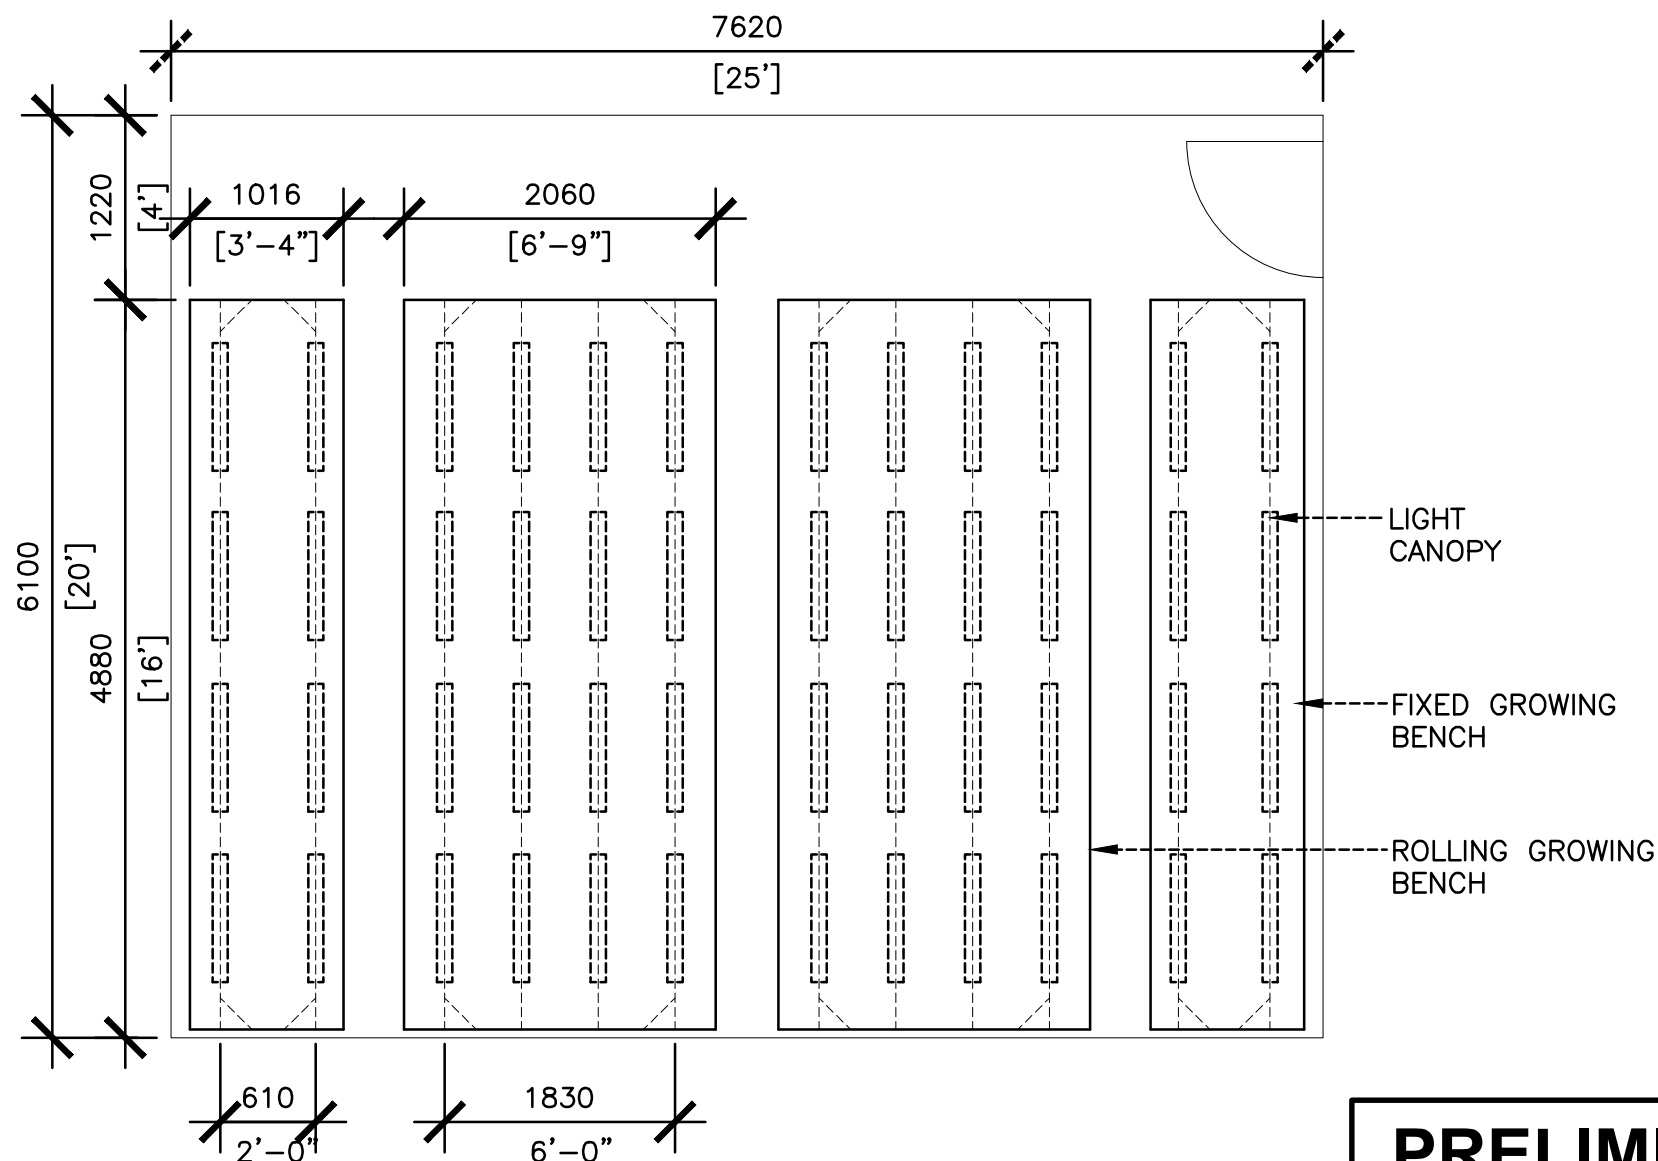 7620
[25']
1016
[3'-4"]
2060
[6'-9"]
1220
[4']
6100
[20']
4880
[16']
LIGHT
CANOPY
FIXED GROWING
BENCH
ROLLING GROWING
BENCH
610
2'-0"
1830
6'-0"